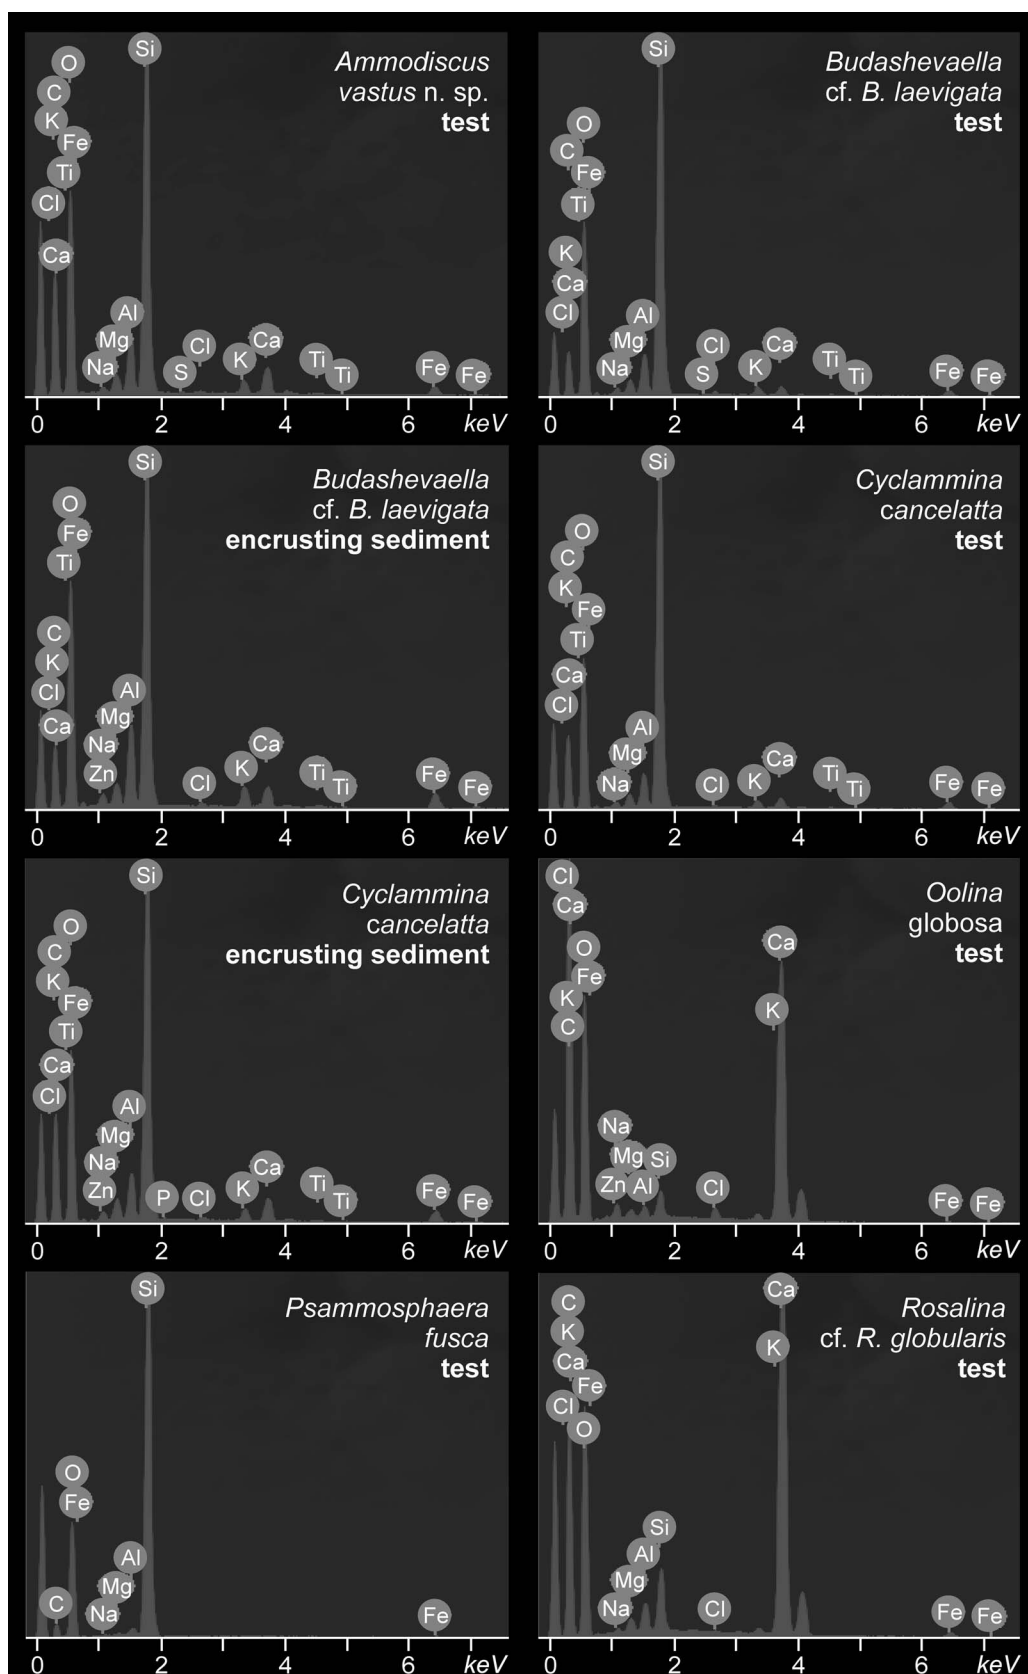 Ammodiscus
vastus n. sp.
test
O
C
K
Fe
Ti
Cl
Ca
Si
Al
Mg
Na
S
Cl
K
Ca
Ti
Ti
Fe
Fe
0 2 4 6 keV
Budashevaella
cf. B. laevigata
test
O
C
Fe
Ti
K
Ca
Cl
Si
Al
Mg
Na
S
Cl
K
Ca
Ti
Ti
Fe
Fe
0 2 4 6 keV
Budashevaella
cf. B. laevigata
encrusting sediment
O
Fe
Ti
C
K
Cl
Ca
Si
Al
Mg
Na
Zn
Cl
K
Ca
Ti
Ti
Fe
Fe
0 2 4 6 keV
Cyclammina
cancelatta
test
O
C
K
Fe
Ti
Ca
Cl
Si
Al
Mg
Na
Cl
K
Ca
Ti
Ti
Fe
Fe
0 2 4 6 keV
Cyclammina
cancelatta
encrusting sediment
O
C
K
Fe
Ti
Ca
Cl
Si
Al
Mg
Na
Zn
P
Cl
K
Ca
Ti
Ti
Fe
Fe
0 2 4 6 keV
Oolina
globosa
test
Cl
Ca
O
Fe
K
C
Na
Mg
Si
Zn
Al
Cl
Ca
K
Fe
Fe
0 2 4 6 keV
Psammosphaera
fusca
test
Si
O
Fe
C
Al
Mg
Na
Fe
0 2 4 6 keV
Rosalina
cf. R. globularis
test
C
K
Ca
Fe
Cl
O
Si
Al
Mg
Na
Cl
Ca
K
Fe
Fe
0 2 4 6 keV